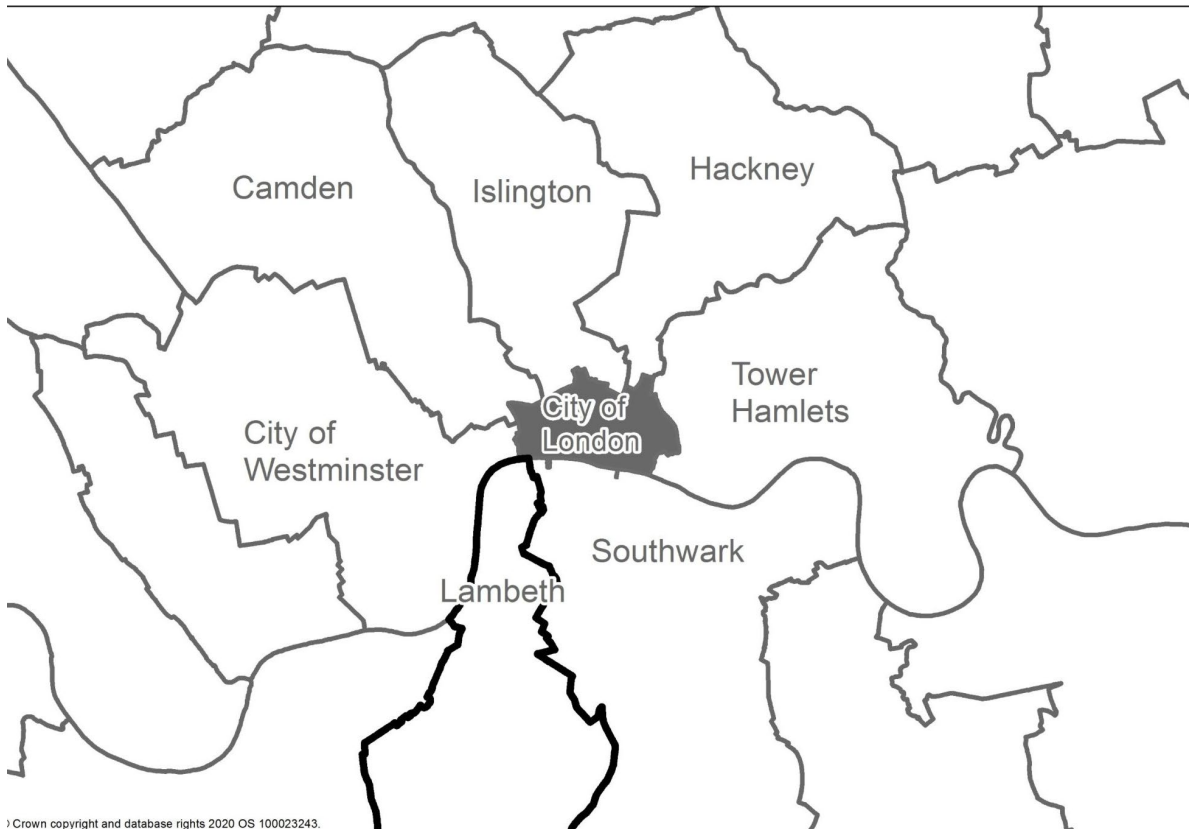 Hackney
Camden
Islington
Tower
Hamlets
City of
London
City of
Westminster
Southwark
Lambeth
Crown copyright and database rights 2020 OS 100023243.